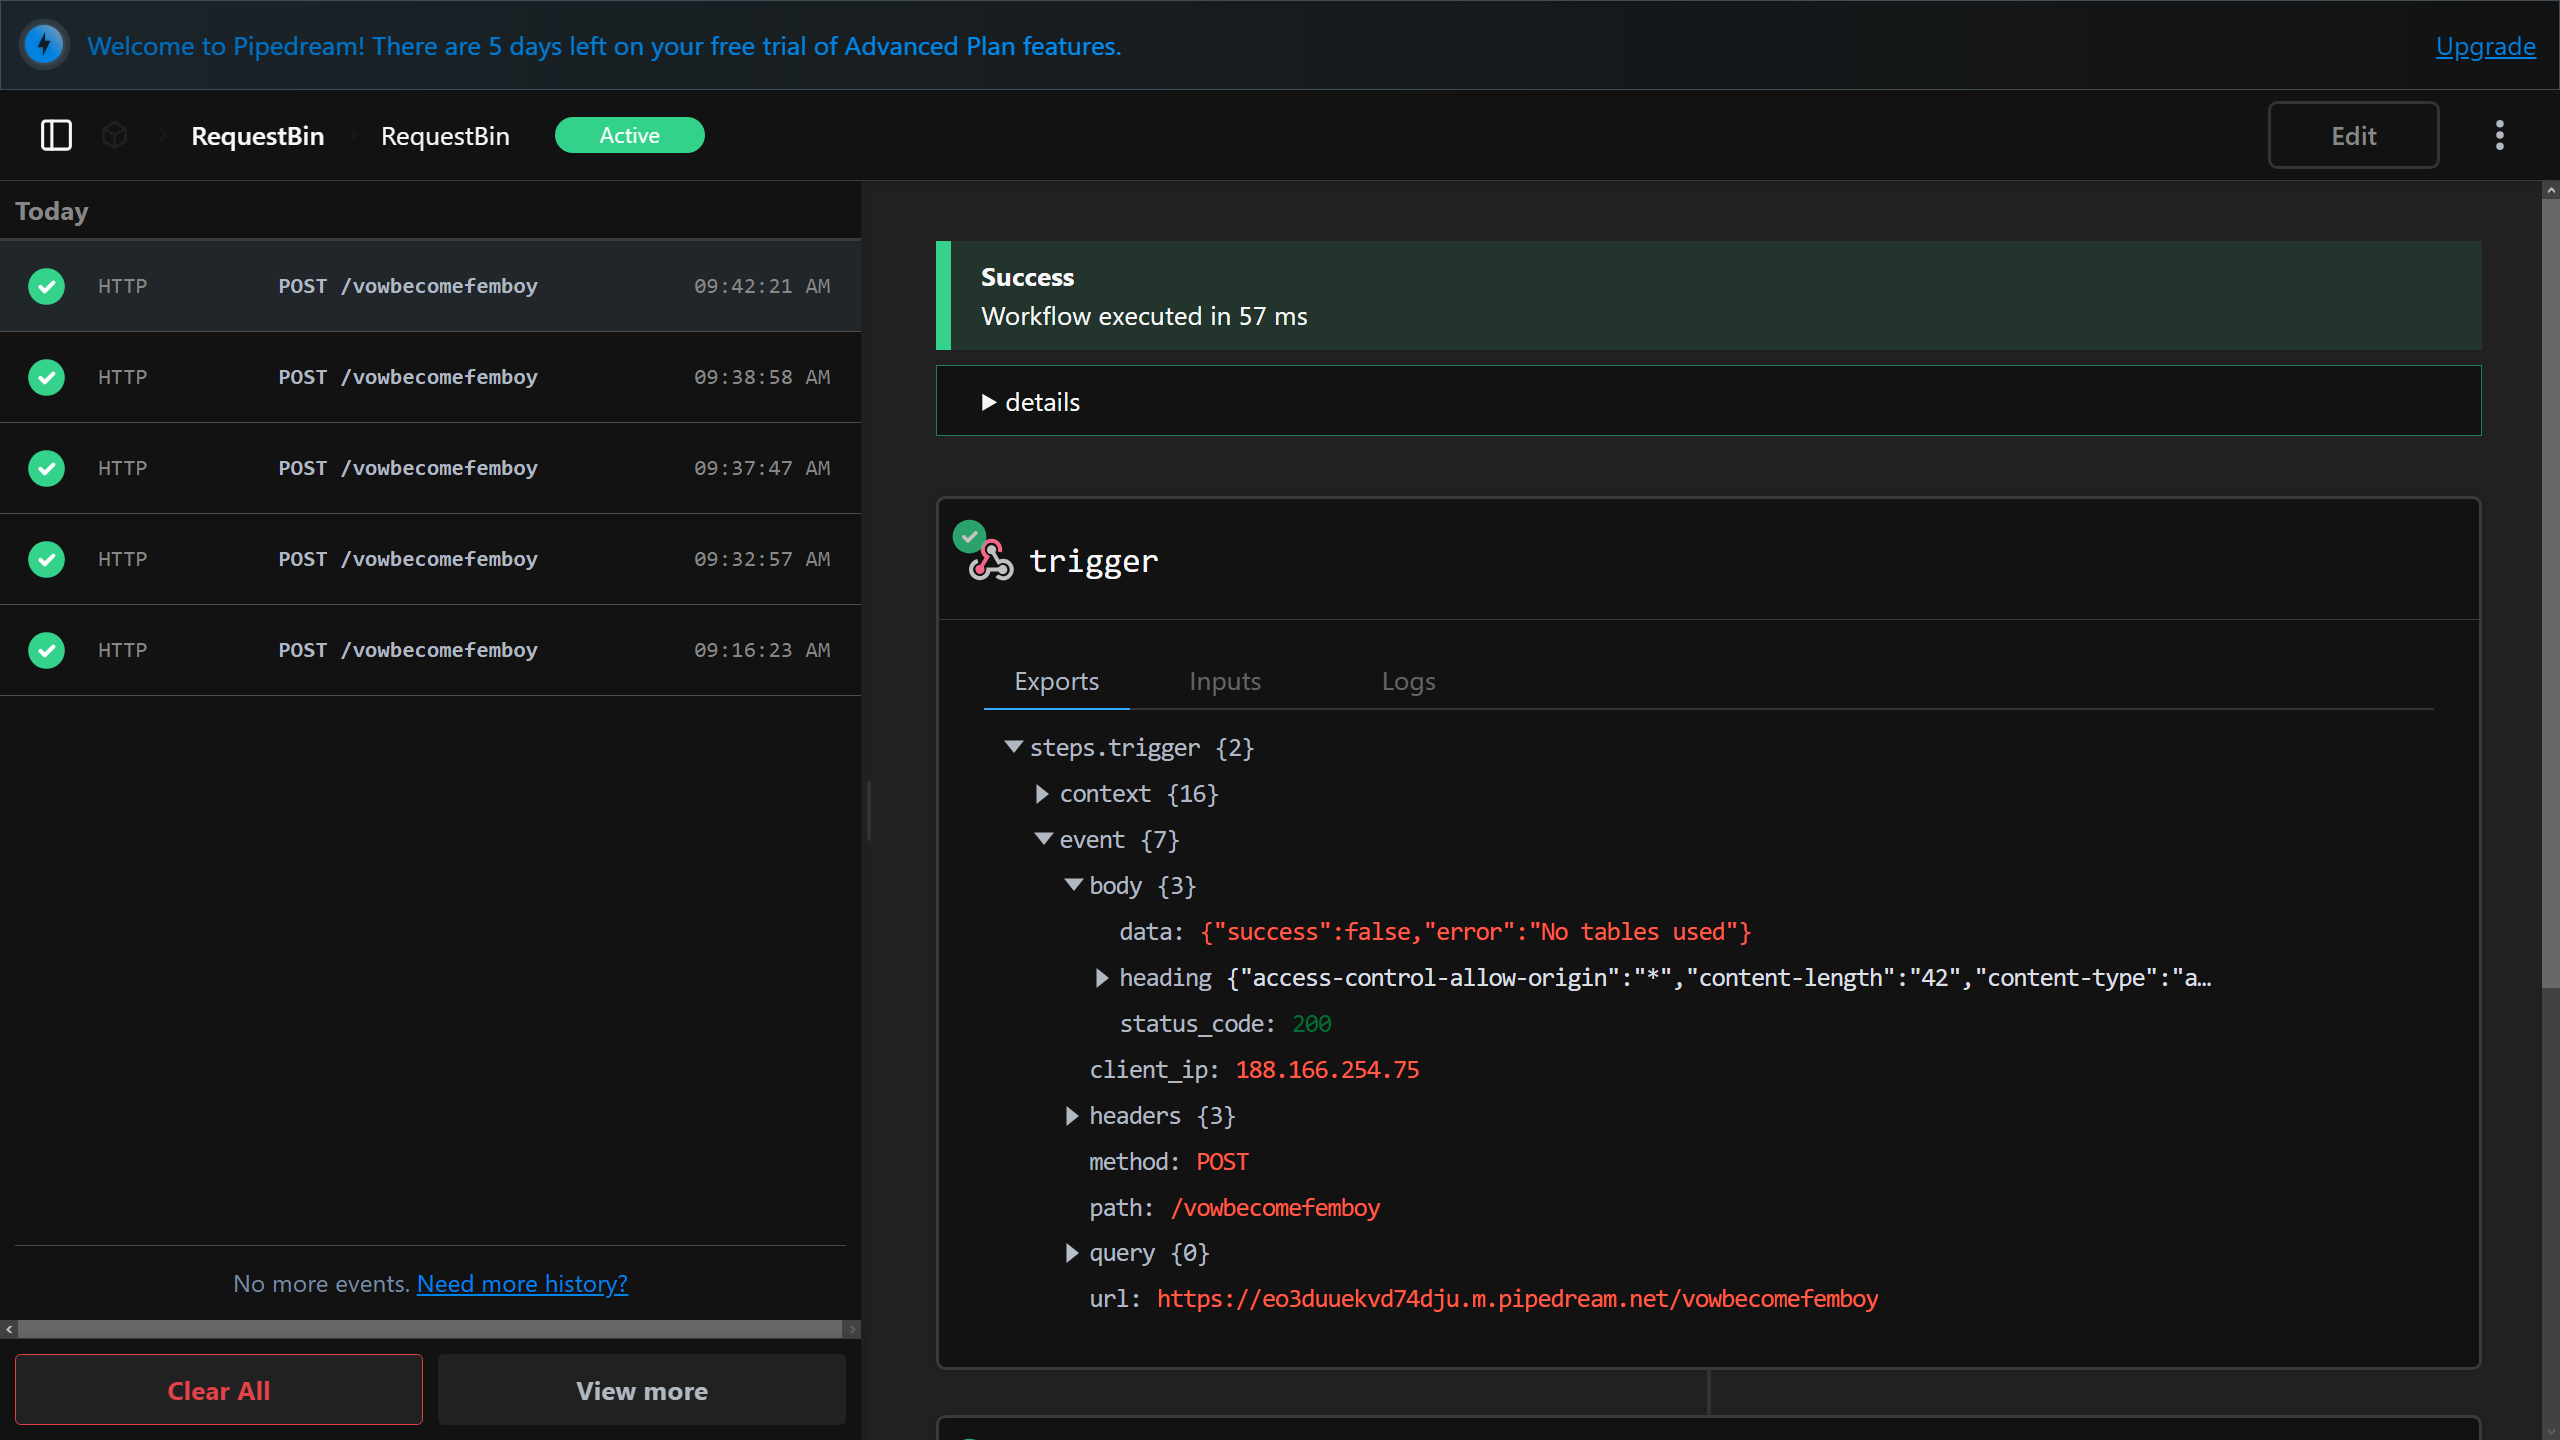 Welcome to Pipedream! There are 5 days left on your free trial of Advanced Plan features.
Upgrade
RequestBin
RequestBin
Active
Edit
Today
HTTP POST /vowbecomefemboy 09:42:21 AM
HTTP POST /vowbecomefemboy 09:38:58 AM
HTTP POST /vowbecomefemboy 09:37:47 AM
HTTP POST /vowbecomefemboy 09:32:57 AM
HTTP POST /vowbecomefemboy 09:16:23 AM
No more events. Need more history?
Clear All
View more
Success
Workflow executed in 57 ms
details
trigger
Exports Inputs Logs
steps.trigger {2}
context {16}
event {7}
body {3}
data: {"success":false,"error":"No tables used"}
heading {"access-control-allow-origin":"*","content-length":"42","content-type":"a…
status_code: 200
client_ip: 188.166.254.75
headers {3}
method: POST
path: /vowbecomefemboy
query {0}
url: https://eo3duuekvd74dju.m.pipedream.net/vowbecomefemboy